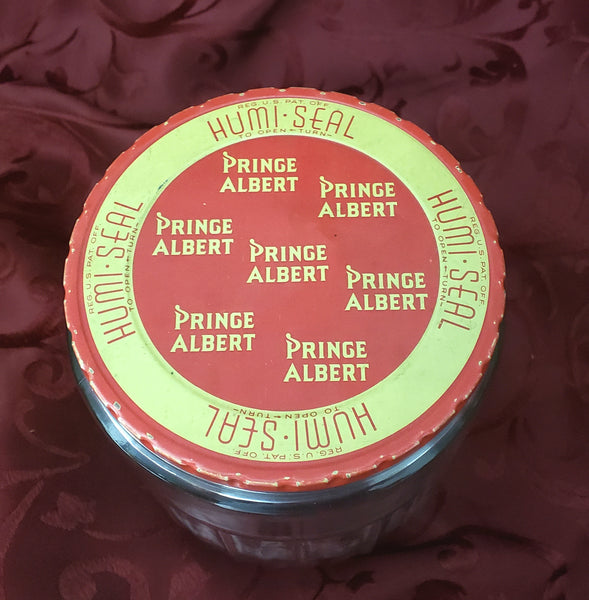 REG. U.S. PAT. OFF.
HUMI·SEAL
TO OPEN ←TURN
PRINCE
ALBERT
PRINCE
ALBERT
PRINCE
ALBERT
PRINCE
ALBERT
PRINCE
ALBERT
PRINCE
ALBERT
PRINCE
ALBERT
REG. U.S. PAT. OFF.
HUMI·SEAL
TO OPEN ←TURN
REG. U.S. PAT. OFF.
HUMI·SEAL
TO OPEN ←TURN
REG. U.S. PAT. OFF.
HUMI·SEAL
TO OPEN ←TURN